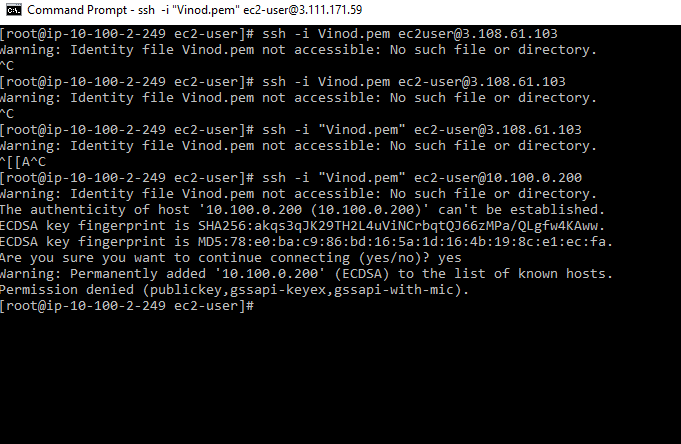 Command Prompt - ssh -i "Vinod.pem" ec2-user@3.111.171.59
[root@ip-10-100-2-249 ec2-user]# ssh -i Vinod.pem ec2user@3.108.61.103
Warning: Identity file Vinod.pem not accessible: No such file or directory.
^C
[root@ip-10-100-2-249 ec2-user]# ssh -i Vinod.pem ec2-user@3.108.61.103
Warning: Identity file Vinod.pem not accessible: No such file or directory.
^C
[root@ip-10-100-2-249 ec2-user]# ssh -i "Vinod.pem" ec2-user@3.108.61.103
Warning: Identity file Vinod.pem not accessible: No such file or directory.
^[[A^C
[root@ip-10-100-2-249 ec2-user]# ssh -i "Vinod.pem" ec2-user@10.100.0.200
Warning: Identity file Vinod.pem not accessible: No such file or directory.
The authenticity of host '10.100.0.200 (10.100.0.200)' can't be established.
ECDSA key fingerprint is SHA256:akqs3qJK29TH2L4uViNCrbqtQJ66zMPa/QLgfw4KAww.
ECDSA key fingerprint is MD5:78:e0:ba:c9:86:bd:16:5a:1d:16:4b:19:8c:e1:ec:fa.
Are you sure you want to continue connecting (yes/no)? yes
Warning: Permanently added '10.100.0.200' (ECDSA) to the list of known hosts.
Permission denied (publickey,gssapi-keyex,gssapi-with-mic).
[root@ip-10-100-2-249 ec2-user]#